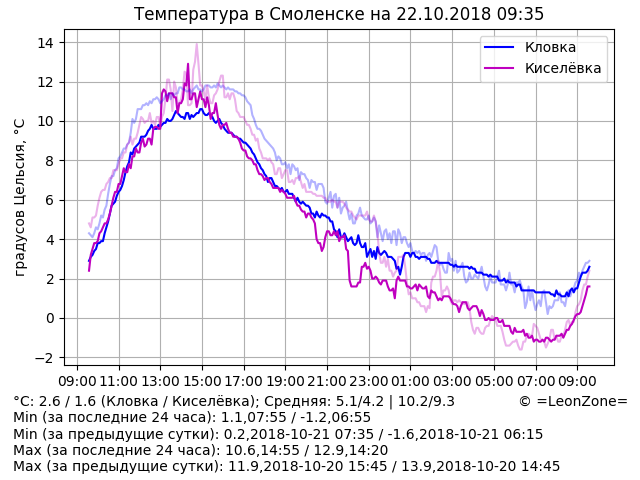 Температура в Смоленске на 22.10.2018 09:35
Кловка
Киселёвка
градусов Цельсия, °C
14
12
10
8
6
4
2
0
−2
09:00 11:00 13:00 15:00 17:00 19:00 21:00 23:00 01:00 03:00 05:00 07:00 09:00
°C: 2.6 / 1.6 (Кловка / Киселёвка); Средняя: 5.1/4.2 | 10.2/9.3 © =LeonZone=
Min (за последние 24 часа): 1.1,07:55 / -1.2,06:55
Min (за предыдущие сутки): 0.2,2018-10-21 07:35 / -1.6,2018-10-21 06:15
Max (за последние 24 часа): 10.6,14:55 / 12.9,14:20
Max (за предыдущие сутки): 11.9,2018-10-20 15:45 / 13.9,2018-10-20 14:45